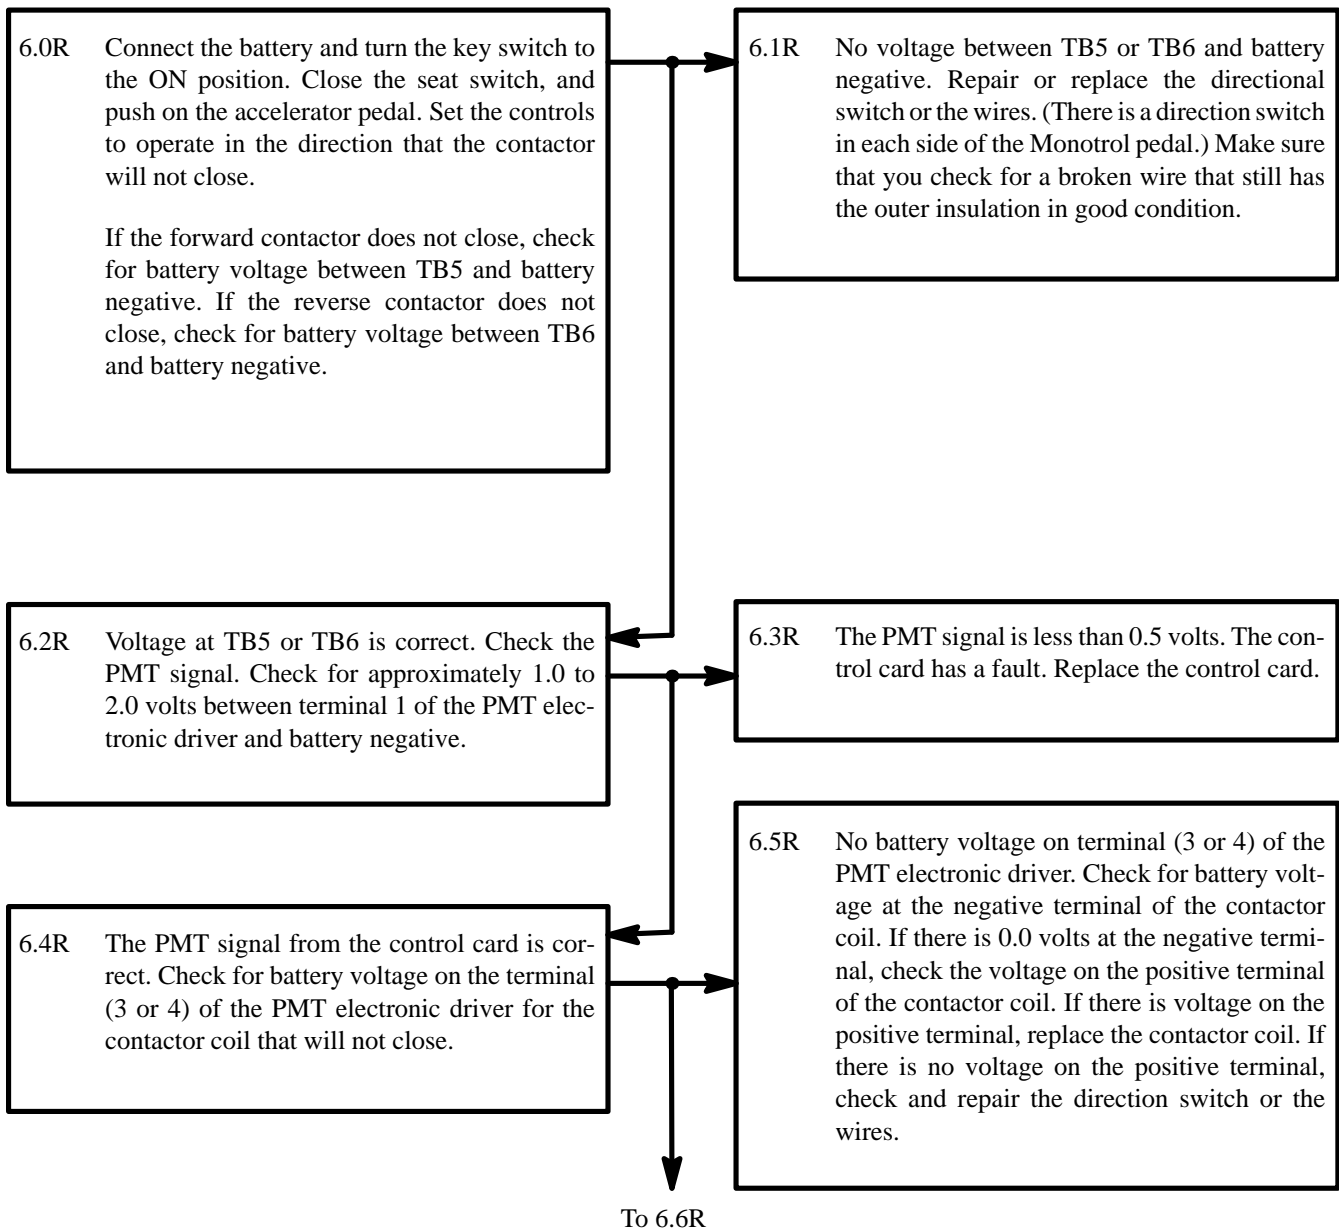 6.0R Connect the battery and turn the key switch to
the ON position. Close the seat switch, and
push on the accelerator pedal. Set the controls
to operate in the direction that the contactor
will not close.
If the forward contactor does not close, check
for battery voltage between TB5 and battery
negative. If the reverse contactor does not
close, check for battery voltage between TB6
and battery negative.
6.1R No voltage between TB5 or TB6 and battery
negative. Repair or replace the directional
switch or the wires. (There is a direction switch
in each side of the Monotrol pedal.) Make sure
that you check for a broken wire that still has
the outer insulation in good condition.
6.2R Voltage at TB5 or TB6 is correct. Check the
PMT signal. Check for approximately 1.0 to
2.0 volts between terminal 1 of the PMT elec-
tronic driver and battery negative.
6.3R The PMT signal is less than 0.5 volts. The con-
trol card has a fault. Replace the control card.
6.4R The PMT signal from the control card is cor-
rect. Check for battery voltage on the terminal
(3 or 4) of the PMT electronic driver for the
contactor coil that will not close.
6.5R No battery voltage on terminal (3 or 4) of the
PMT electronic driver. Check for battery volt-
age at the negative terminal of the contactor
coil. If there is 0.0 volts at the negative termi-
nal, check the voltage on the positive terminal
of the contactor coil. If there is voltage on the
positive terminal, replace the contactor coil. If
there is no voltage on the positive terminal,
check and repair the direction switch or the
wires.
To 6.6R